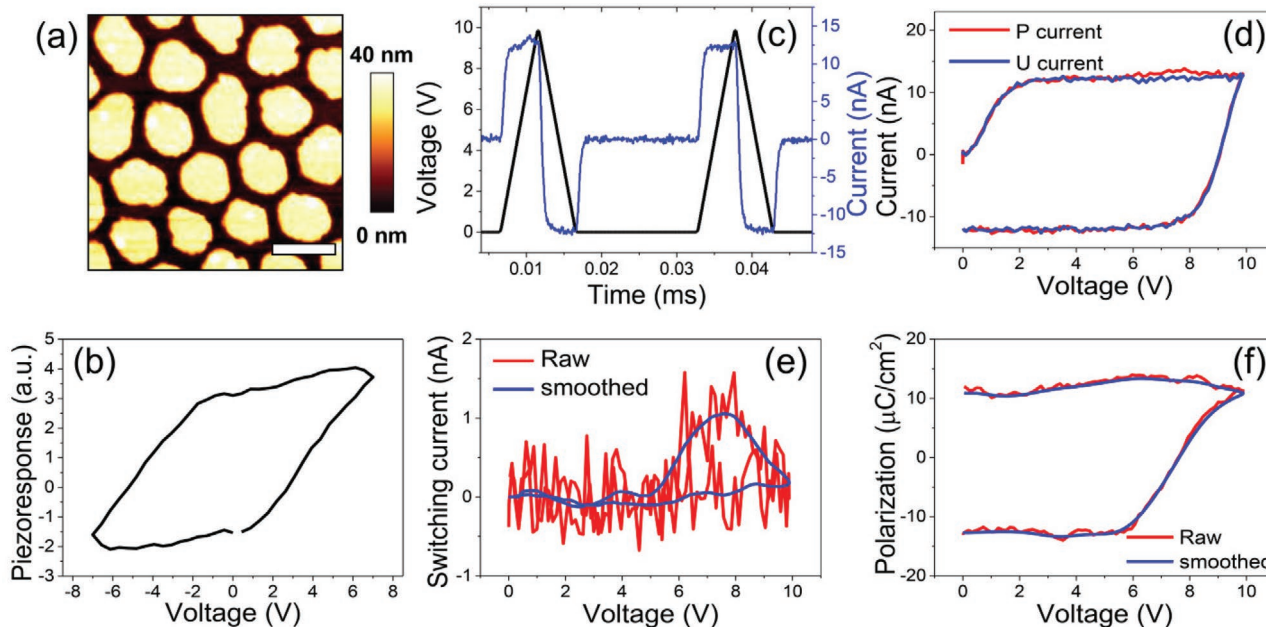 (a)
40 nm
0 nm
Voltage (V)
10
8
6
4
2
0
(c)
15
10
5
0
-5
-10
-15
Current (nA)
0.01
0.02
0.03
0.04
Time (ms)
(d)
P current
U current
Current (nA)
20
10
0
-10
0
2
4
6
8
10
Voltage (V)
(b)
Piezoresponse (a.u.)
5
4
3
2
1
0
-1
-2
-3
-8
-6
-4
-2
0
2
4
6
8
Voltage (V)
(e)
Raw
smoothed
Switching current (nA)
2
1
0
-1
0
2
4
6
8
10
Voltage (V)
(f)
Polarization (μC/cm²)
20
10
0
-10
-20
Raw
smoothed
0
2
4
6
8
10
Voltage (V)